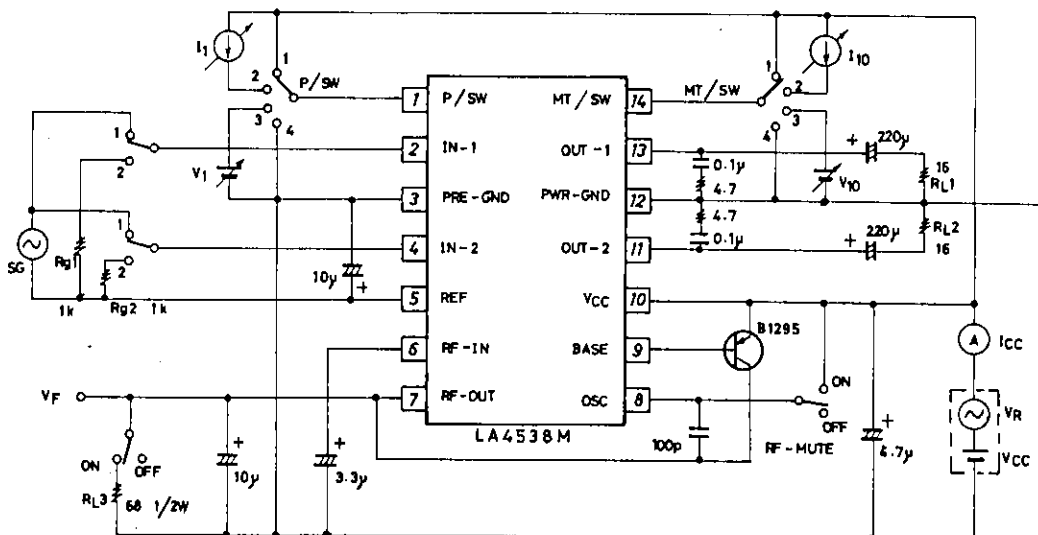 I1
1
2
P/SW
3
4
V1
1
2
1
2
SG
Rg1
1k
Rg2
1k
10μ
+
1 P/SW
2 IN-1
3 PRE-GND
4 IN-2
5 REF
6 RF-IN
7 RF-OUT
MT/SW 14
OUT-1 13
PWR-GND 12
OUT-2 11
VCC 10
BASE 9
OSC 8
LA4538M
MT/SW
1
2
3
4
I10
V10
0.1μ
4.7
4.7
0.1μ
+
220μ
16
RL1
+
220μ
RL2
16
B1295
A
ICC
VR
VCC
ON
OFF
RF-MUTE
100p
+
4.7μ
VF
ON
OFF
RL3
68 1/2W
+
10μ
+
3.3μ